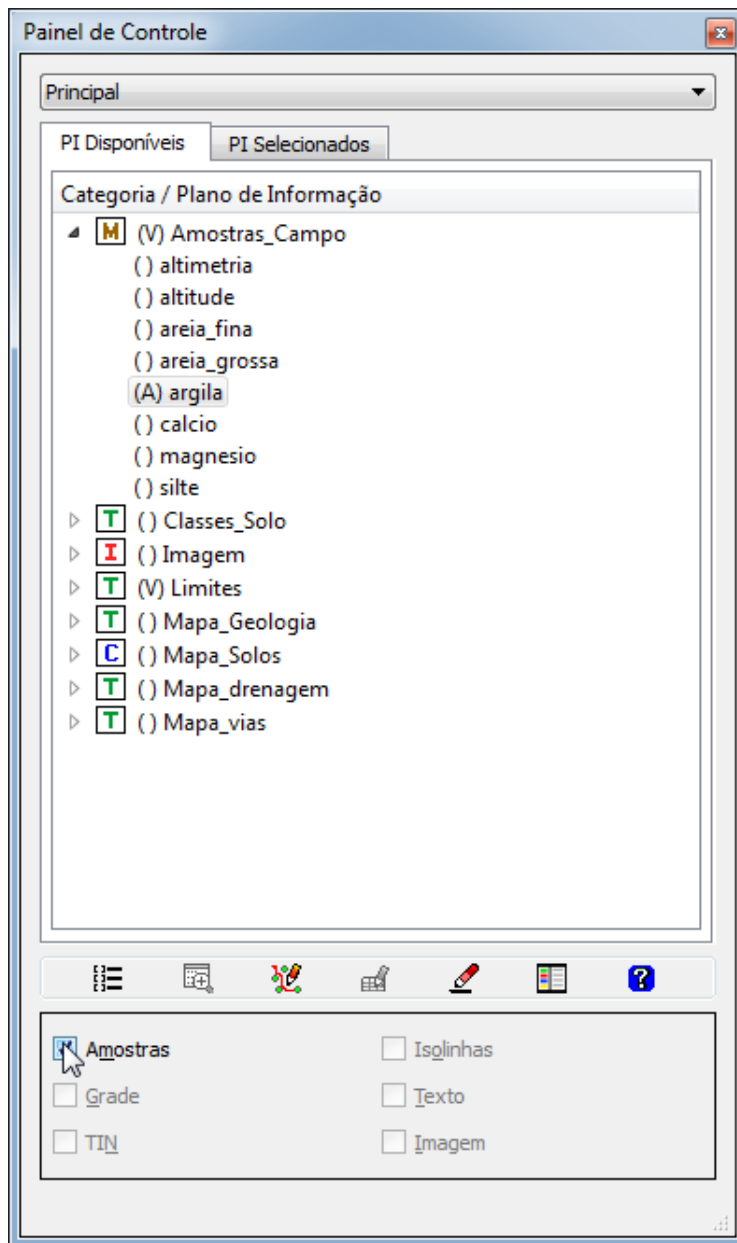 Painel de Controle
Principal
PI Disponíveis PI Selecionados
Categoria / Plano de Informação
M (V) Amostras_Campo
( ) altimetria
( ) altitude
( ) areia_fina
( ) areia_grossa
(A) argila
( ) calcio
( ) magnesio
( ) silte
T ( ) Classes_Solo
I ( ) Imagem
T (V) Limites
T ( ) Mapa_Geologia
C ( ) Mapa_Solos
T ( ) Mapa_drenagem
T ( ) Mapa_vias
?
Amostras Isolinhas
Grade Texto
TIN Imagem